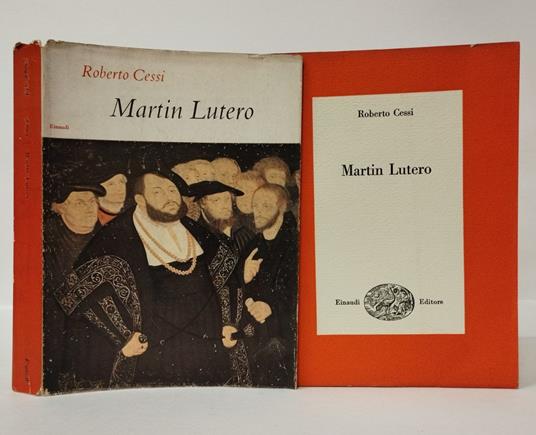 Roberto Cessi
Martin Lutero
Einaudi
Roberto Cessi
Martin Lutero
Einaudi Editore